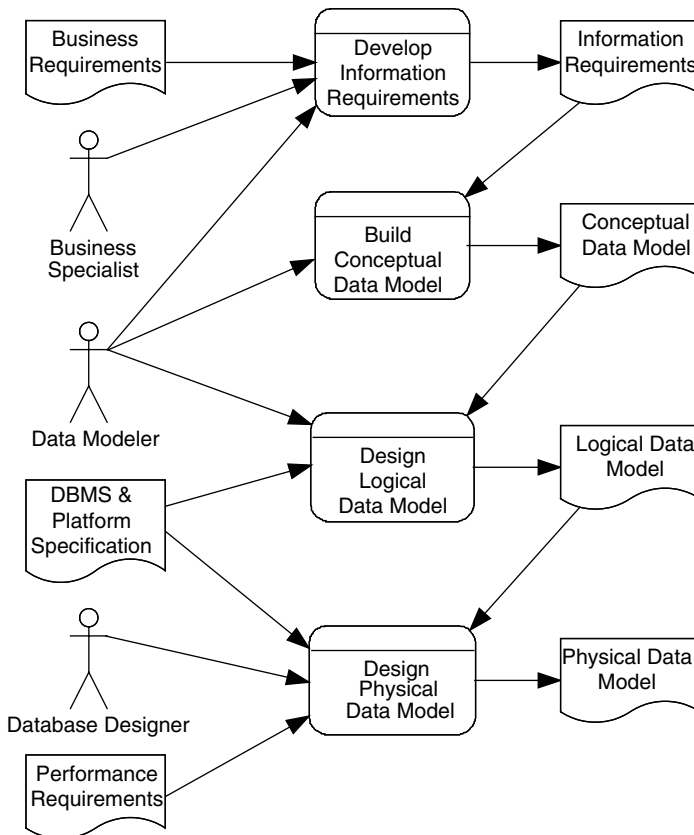 Business
Requirements
Develop
Information
Requirements
Information
Requirements
Business
Specialist
Build
Conceptual
Data Model
Conceptual
Data Model
Data Modeler
Design
Logical
Data Model
Logical Data
Model
DBMS &
Platform
Specification
Database Designer
Design
Physical
Data Model
Physical Data
Model
Performance
Requirements